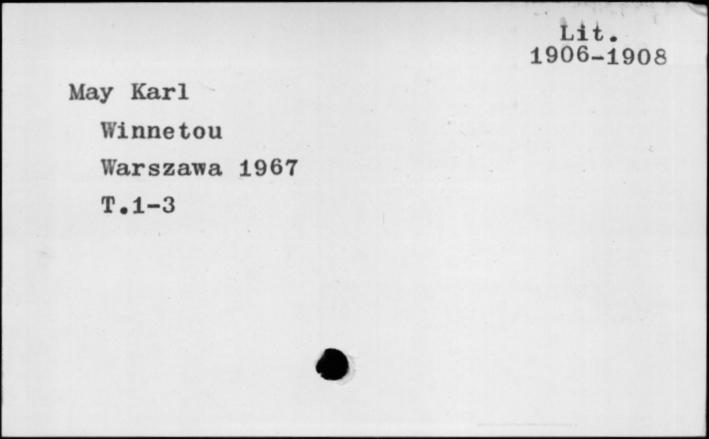 Lit.
1906-1908
May Karl
Winnetou
Warszawa 1967
T.1-3